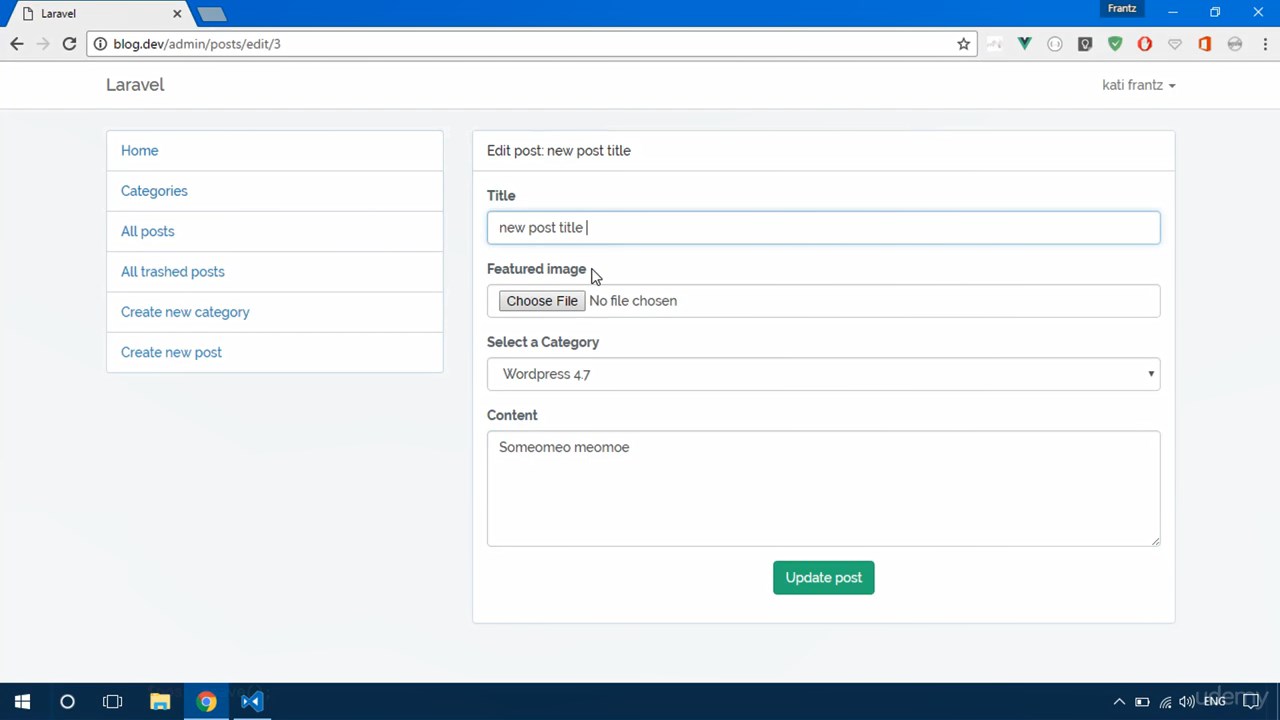 Laravel
Frantz
blog.dev/admin/posts/edit/3
Laravel
kati frantz
Home
Categories
All posts
All trashed posts
Create new category
Create new post
Edit post: new post title
Title
new post title
Featured image
Choose File No file chosen
Select a Category
Wordpress 4.7
Content
Someomeo meomoe
Update post
ENG
udemy